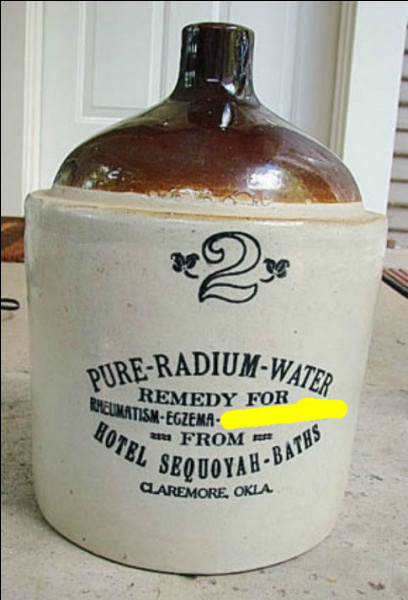 2
PURE-RADIUM-WATER
REMEDY FOR
RHEUMATISM-EGZEMA-
FROM
HOTEL SEQUOYAH-BATHS
CLAREMORE, OKLA.